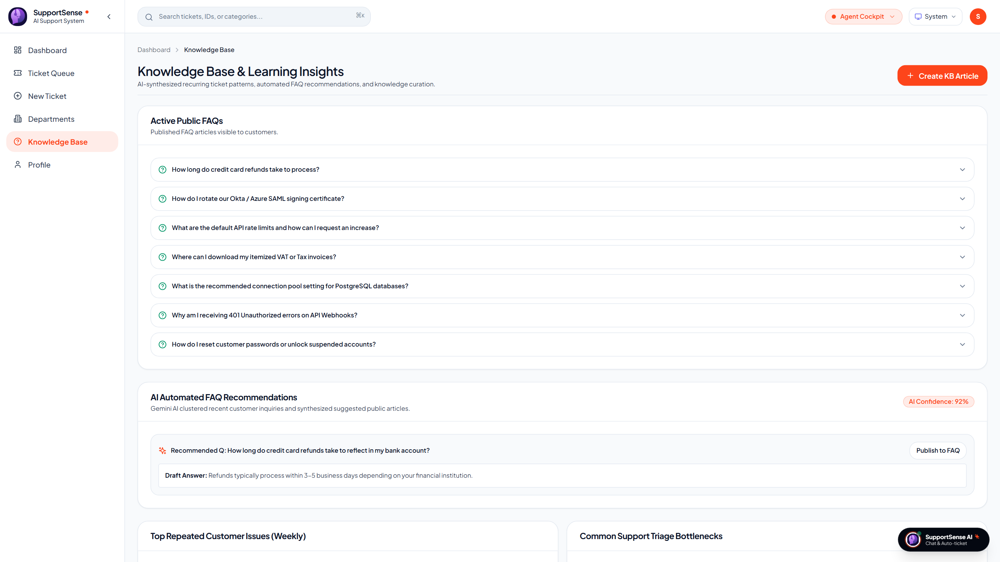 SupportSense
AI Support System
Search tickets, IDs, or categories...
⌘K
Agent Cockpit
System
S
Dashboard
Ticket Queue
New Ticket
Departments
Knowledge Base
Profile
Dashboard > Knowledge Base
Knowledge Base & Learning Insights
AI-synthesized recurring ticket patterns, automated FAQ recommendations, and knowledge curation.
+ Create KB Article
Active Public FAQs
Published FAQ articles visible to customers.
How long do credit card refunds take to process?
How do I rotate our Okta / Azure SAML signing certificate?
What are the default API rate limits and how can I request an increase?
Where can I download my itemized VAT or Tax invoices?
What is the recommended connection pool setting for PostgreSQL databases?
Why am I receiving 401 Unauthorized errors on API Webhooks?
How do I reset customer passwords or unlock suspended accounts?
AI Automated FAQ Recommendations
Gemini AI clustered recent customer inquiries and synthesized suggested public articles.
AI Confidence: 92%
Recommended Q: How long do credit card refunds take to reflect in my bank account?
Publish to FAQ
Draft Answer: Refunds typically process within 3–5 business days depending on your financial institution.
Top Repeated Customer Issues (Weekly)
Common Support Triage Bottlenecks
SupportSense AI
Chat & Auto-ticket